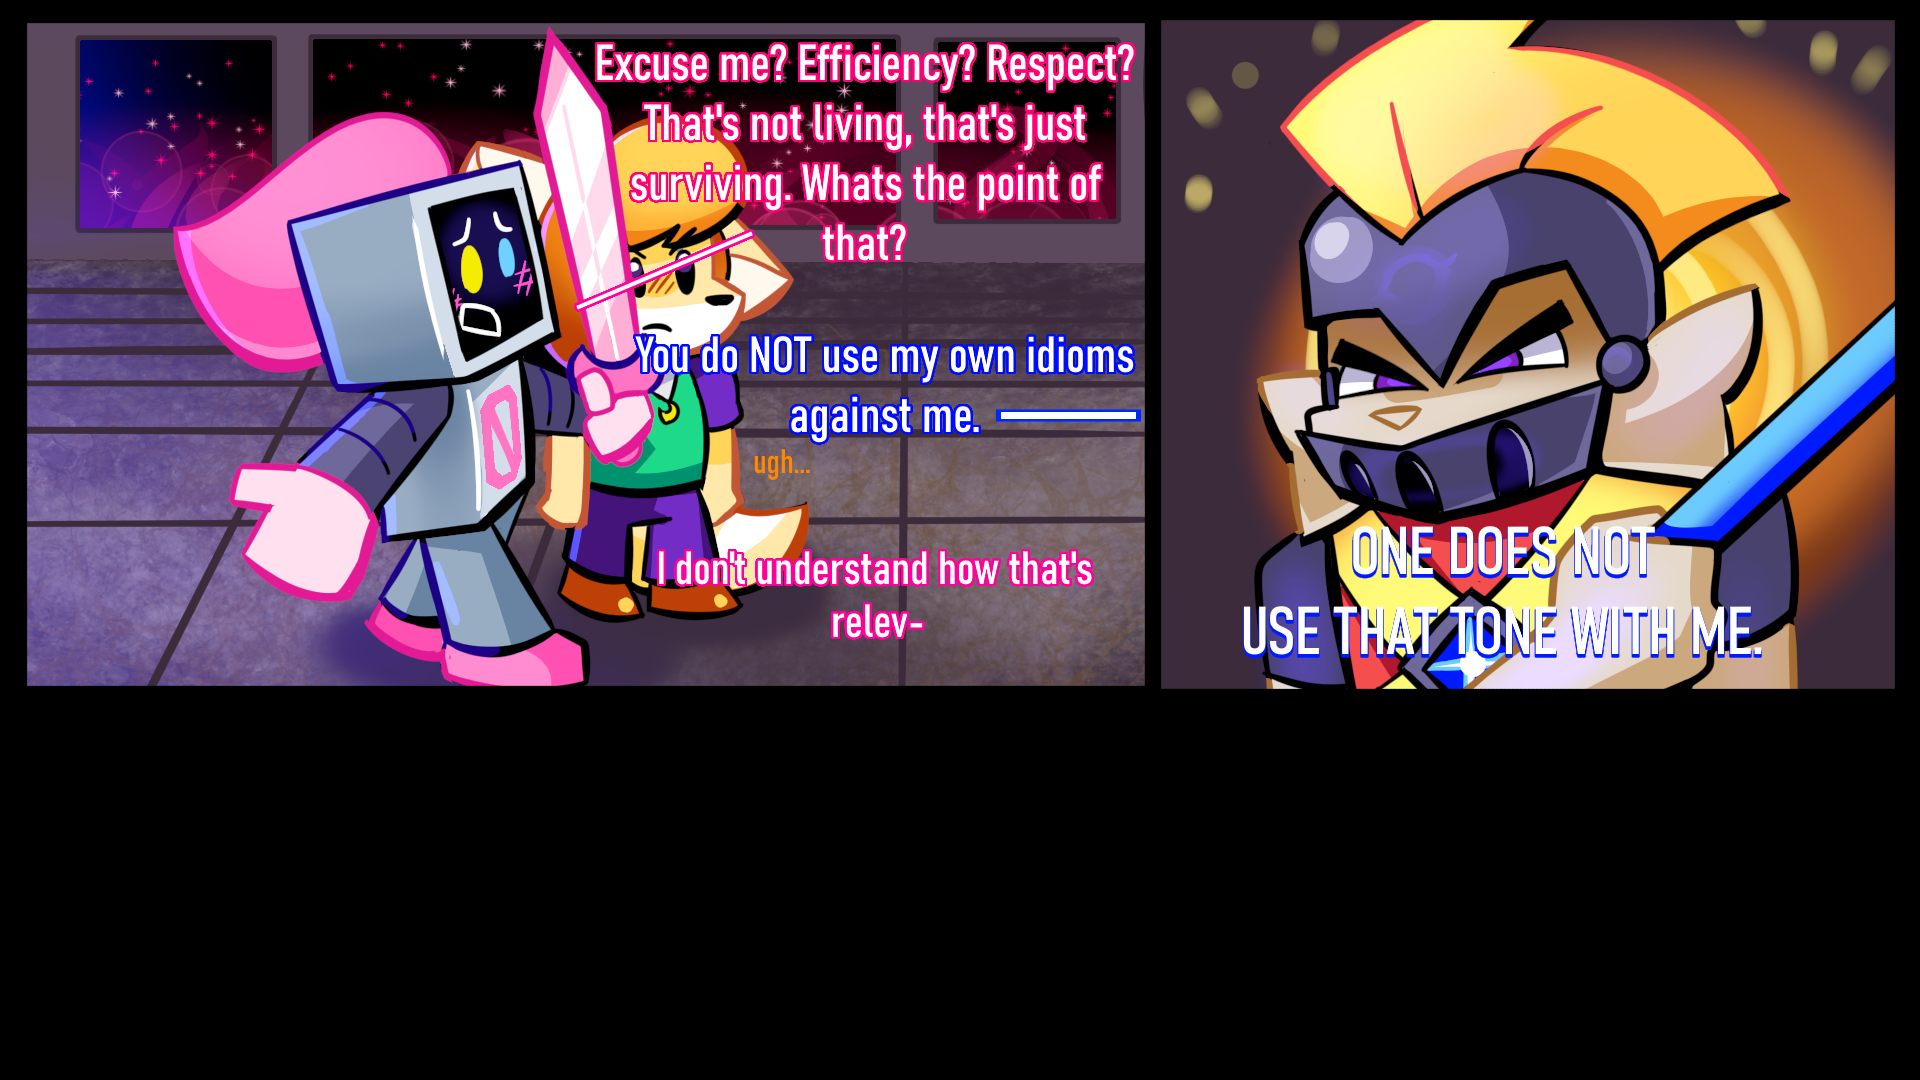 Excuse me? Efficiency? Respect?
That's not living, that's just
surviving. Whats the point of
that?
You do NOT use my own idioms
against me.
ugh...
I don't understand how that's
relev-
ONE DOES NOT
USE THAT TONE WITH ME.